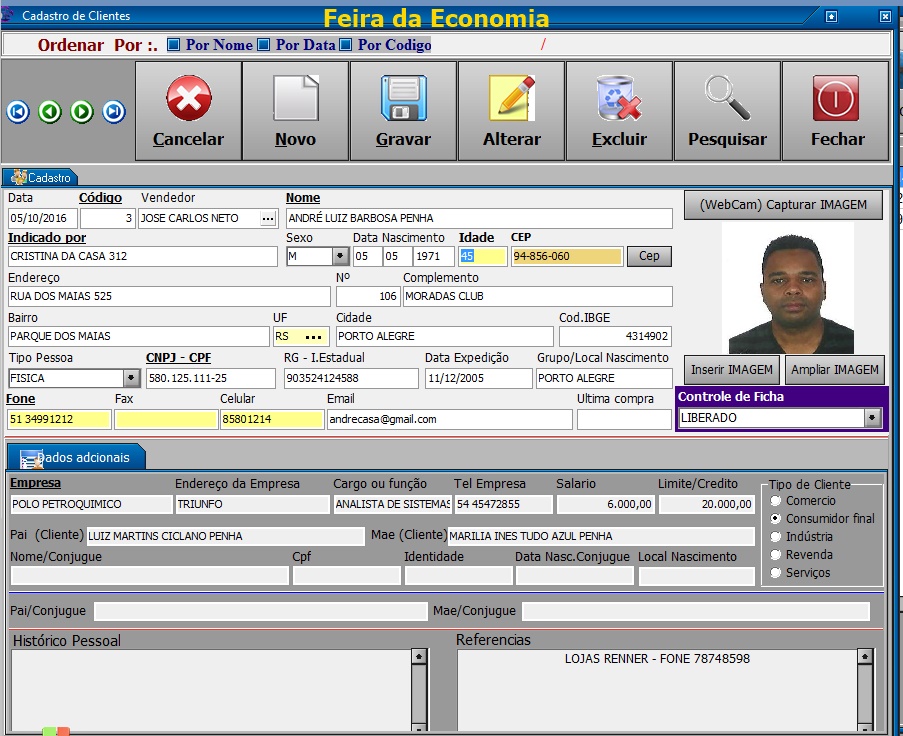 Cadastro de Clientes
Feira da Economia
Ordenar Por :. Por Nome Por Data Por Codigo /
Cancelar Novo Gravar Alterar Excluir Pesquisar Fechar
Cadastro
Data Código Vendedor Nome
05/10/2016 3 JOSE CARLOS NETO ... ANDRÉ LUIZ BARBOSA PENHA
(WebCam) Capturar IMAGEM
Indicado por Sexo Data Nascimento Idade CEP
CRISTINA DA CASA 312 M 05 05 1971 45 94-856-060 Cep
Endereço Nº Complemento
RUA DOS MAIAS 525 106 MORADAS CLUB
Bairro UF Cidade Cod.IBGE
PARQUE DOS MAIAS RS ... PORTO ALEGRE 4314902
Tipo Pessoa CNPJ - CPF RG - I.Estadual Data Expedição Grupo/Local Nascimento
FISICA 580.125.111-25 903524124588 11/12/2005 PORTO ALEGRE
Inserir IMAGEM Ampliar IMAGEM
Fone Fax Celular Email Ultima compra
51 34991212 85801214 andrecasa@gmail.com
Controle de Ficha
LIBERADO
Dados adcionais
Empresa Endereço da Empresa Cargo ou função Tel Empresa Salario Limite/Credito
POLO PETROQUIMICO TRIUNFO ANALISTA DE SISTEMAS 54 45472855 6.000,00 20.000,00
Pai (Cliente) LUIZ MARTINS CICLANO PENHA Mae (Cliente) MARILIA INES TUDO AZUL PENHA
Nome/Conjugue Cpf Identidade Data Nasc.Conjugue Local Nascimento
Tipo de Cliente
Comercio
Consumidor final
Indústria
Revenda
Serviços
Pai/Conjugue Mae/Conjugue
Histórico Pessoal Referencias
LOJAS RENNER - FONE 78748598